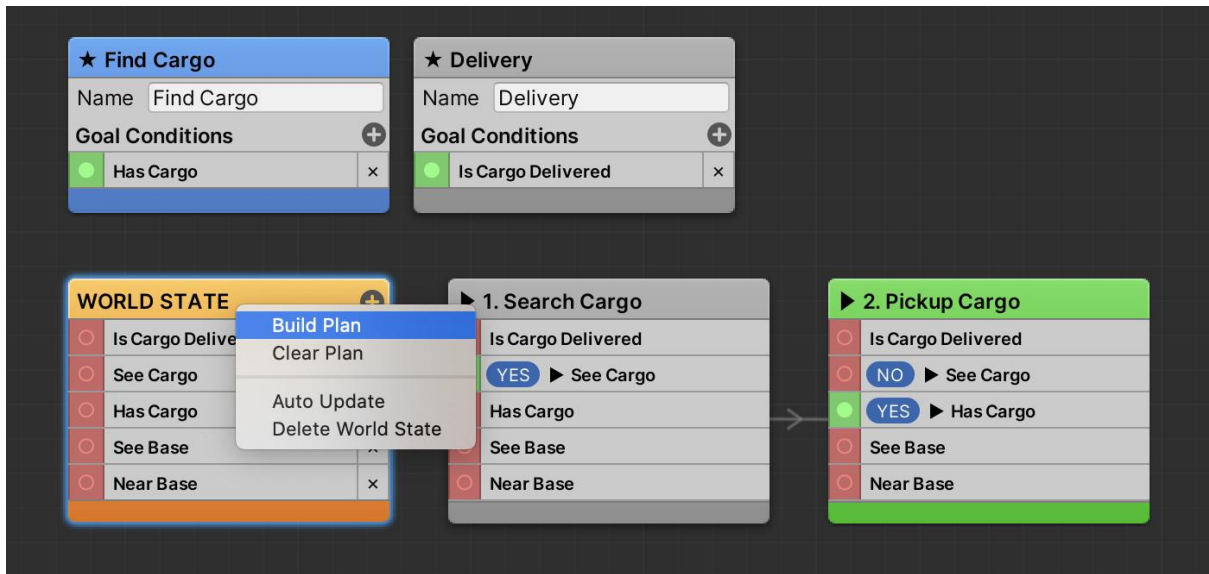 ★ Find Cargo
Name Find Cargo
Goal Conditions
Has Cargo ×
★ Delivery
Name Delivery
Goal Conditions
Is Cargo Delivered ×
WORLD STATE
Is Cargo Delive
See Cargo
Has Cargo
See Base ×
Near Base ×
Build Plan
Clear Plan
Auto Update
Delete World State
▶ 1. Search Cargo
Is Cargo Delivered
YES ▶ See Cargo
Has Cargo
See Base
Near Base
▶ 2. Pickup Cargo
Is Cargo Delivered
NO ▶ See Cargo
YES ▶ Has Cargo
See Base
Near Base